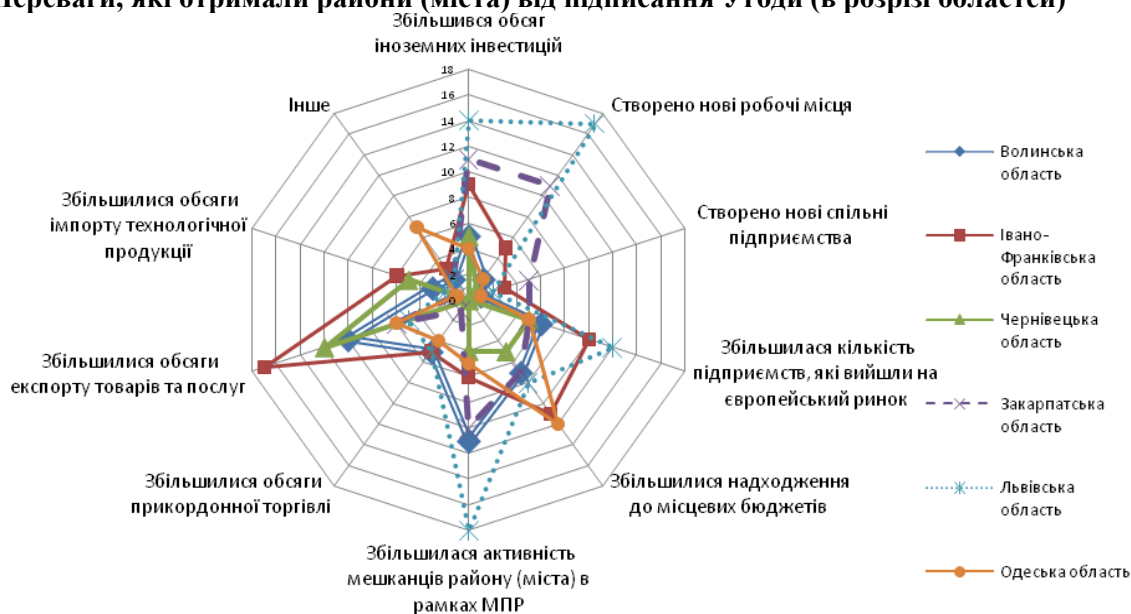 Переваги, які отримали райони (міста) від підписання Угоди (в розрізі областей)
Збільшився обсяг
іноземних інвестицій
18
16
14
12
10
8
6
4
2
0
Створено нові робочі місця
Створено нові спільні
підприємства
Збільшилася кількість
підприємств, які вийшли на
європейський ринок
Збільшилися надходження
до місцевих бюджетів
Збільшилася активність
мешканців району (міста) в
рамках МПР
Збільшилися обсяги
прикордонної торгівлі
Збільшилися обсяги
експорту товарів та послуг
Збільшилися обсяги
імпорту технологічної
продукції
Інше
Волинська
область
Івано-
Франківська
область
Чернівецька
область
Закарпатська
область
Львівська
область
Одеська область